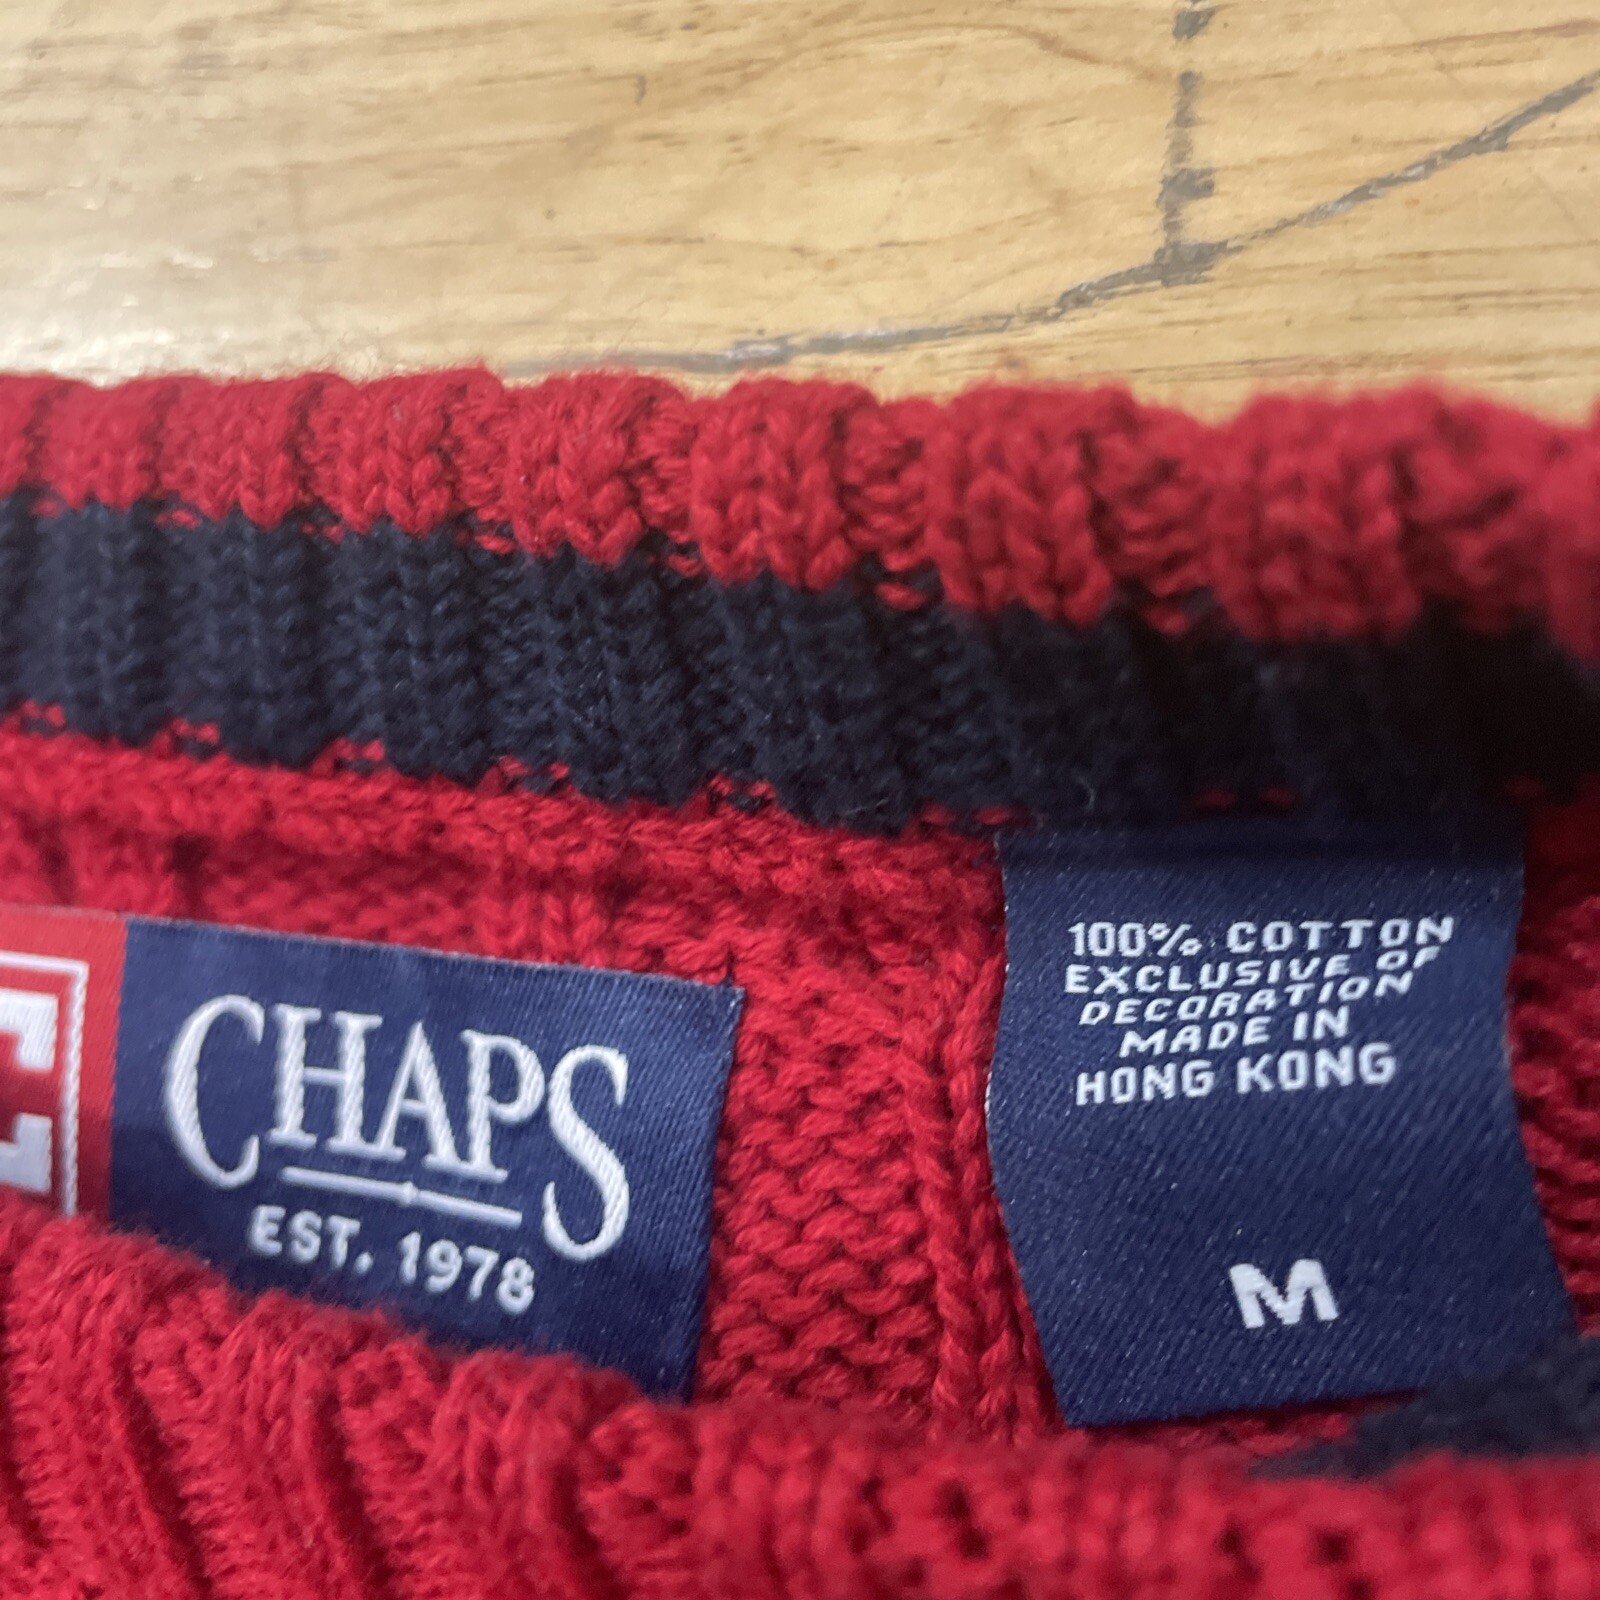 CHAPS
EST. 1978
100% COTTON
EXCLUSIVE OF
DECORATION
MADE IN
HONG KONG
M